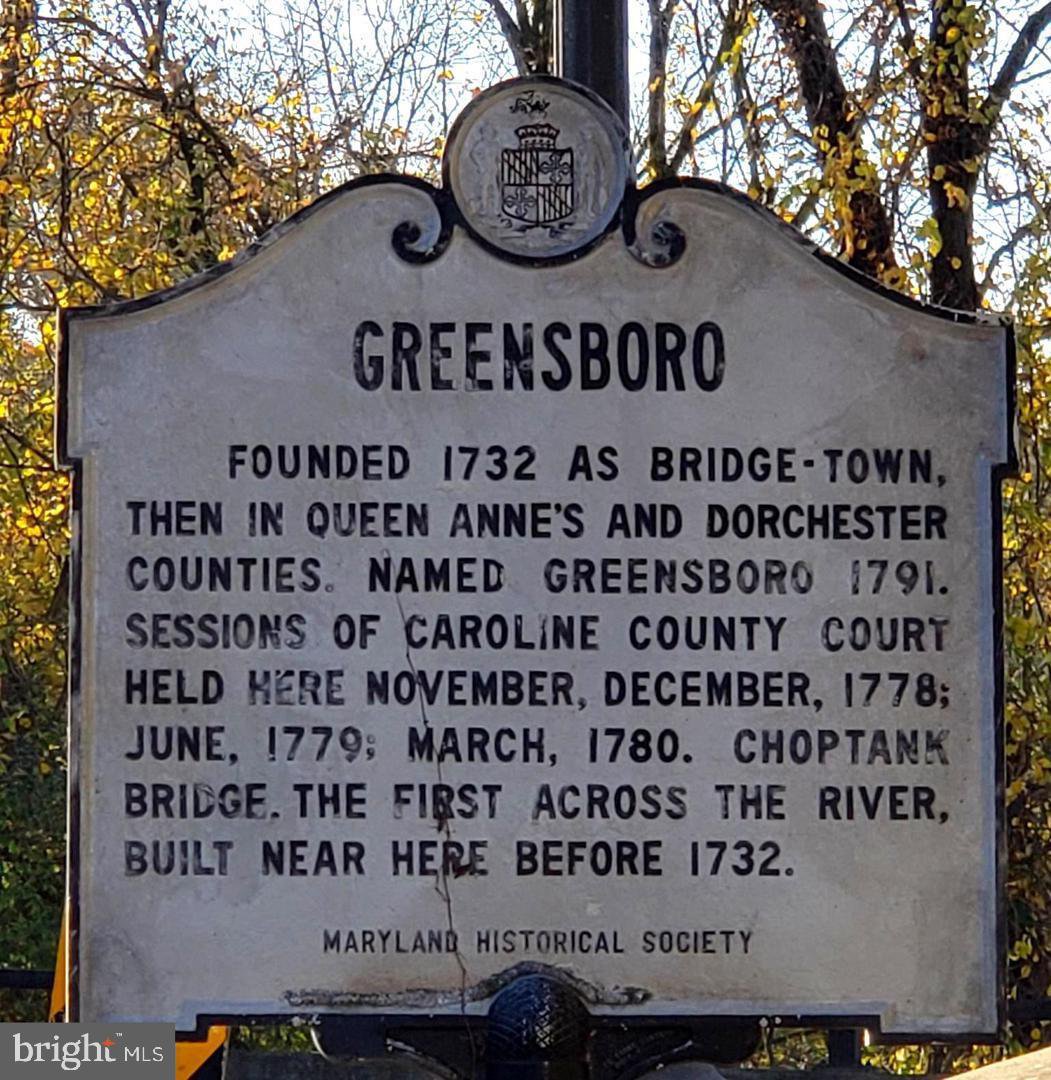 GREENSBORO
FOUNDED 1732 AS BRIDGE-TOWN,
THEN IN QUEEN ANNE'S AND DORCHESTER
COUNTIES. NAMED GREENSBORO 1791.
SESSIONS OF CAROLINE COUNTY COURT
HELD HERE NOVEMBER, DECEMBER, 1778;
JUNE, 1779; MARCH, 1780. CHOPTANK
BRIDGE. THE FIRST ACROSS THE RIVER,
BUILT NEAR HERE BEFORE 1732.
MARYLAND HISTORICAL SOCIETY
bright™ MLS